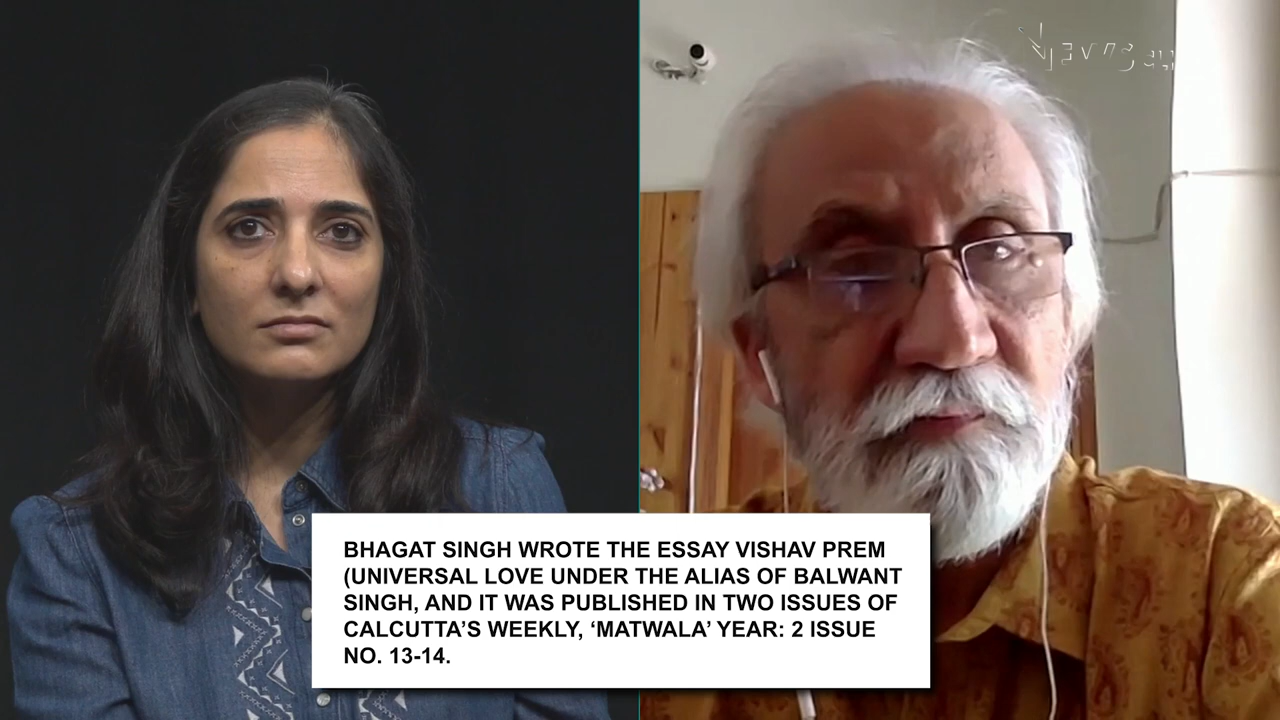 BHAGAT SINGH WROTE THE ESSAY VISHAV PREM
(UNIVERSAL LOVE UNDER THE ALIAS OF BALWANT
SINGH, AND IT WAS PUBLISHED IN TWO ISSUES OF
CALCUTTA’S WEEKLY, ‘MATWALA’ YEAR: 2 ISSUE
NO. 13-14.